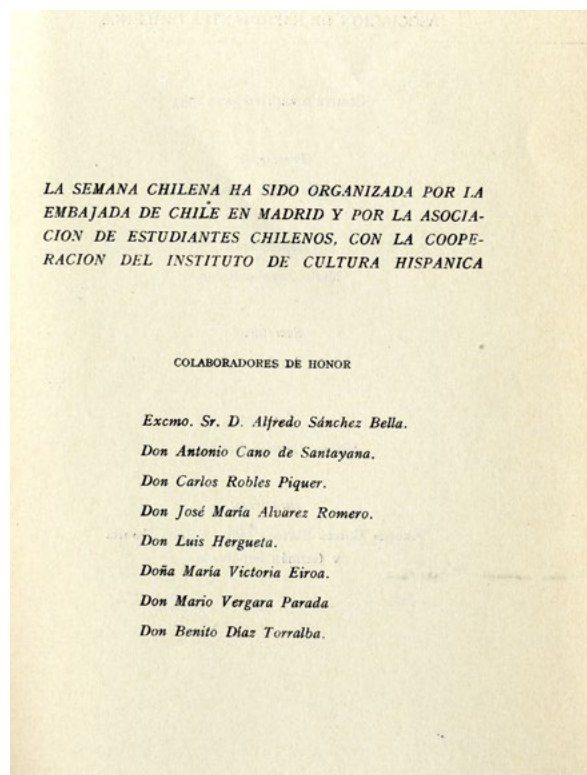 LA SEMANA CHILENA HA SIDO ORGANIZADA POR LA
EMBAJADA DE CHILE EN MADRID Y POR LA ASOCIA-
CION DE ESTUDIANTES CHILENOS, CON LA COOPE-
RACION DEL INSTITUTO DE CULTURA HISPANICA
COLABORADORES DE HONOR
Excmo. Sr. D. Alfredo Sánchez Bella.
Don Antonio Cano de Santayana.
Don Carlos Robles Piquer.
Don José María Alvarez Romero.
Don Luis Hergueta.
Doña María Victoria Eiroa.
Don Mario Vergara Parada
Don Benito Díaz Torralba.